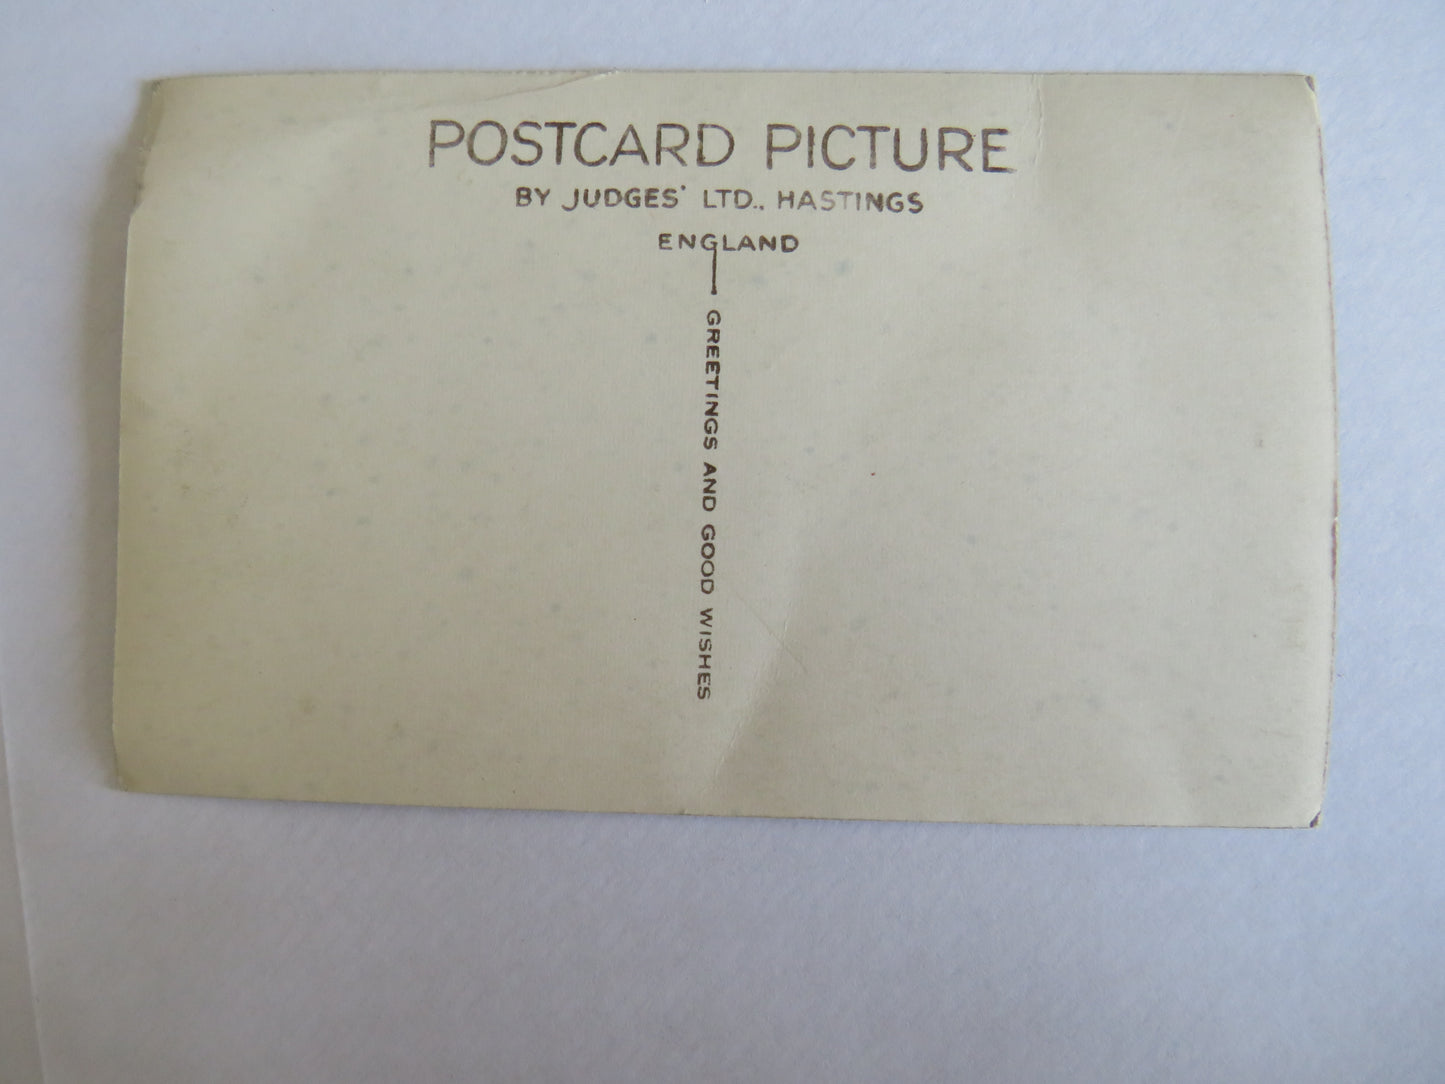 POSTCARD PICTURE
BY JUDGES' LTD., HASTINGS
ENGLAND
GREETINGS AND GOOD WISHES